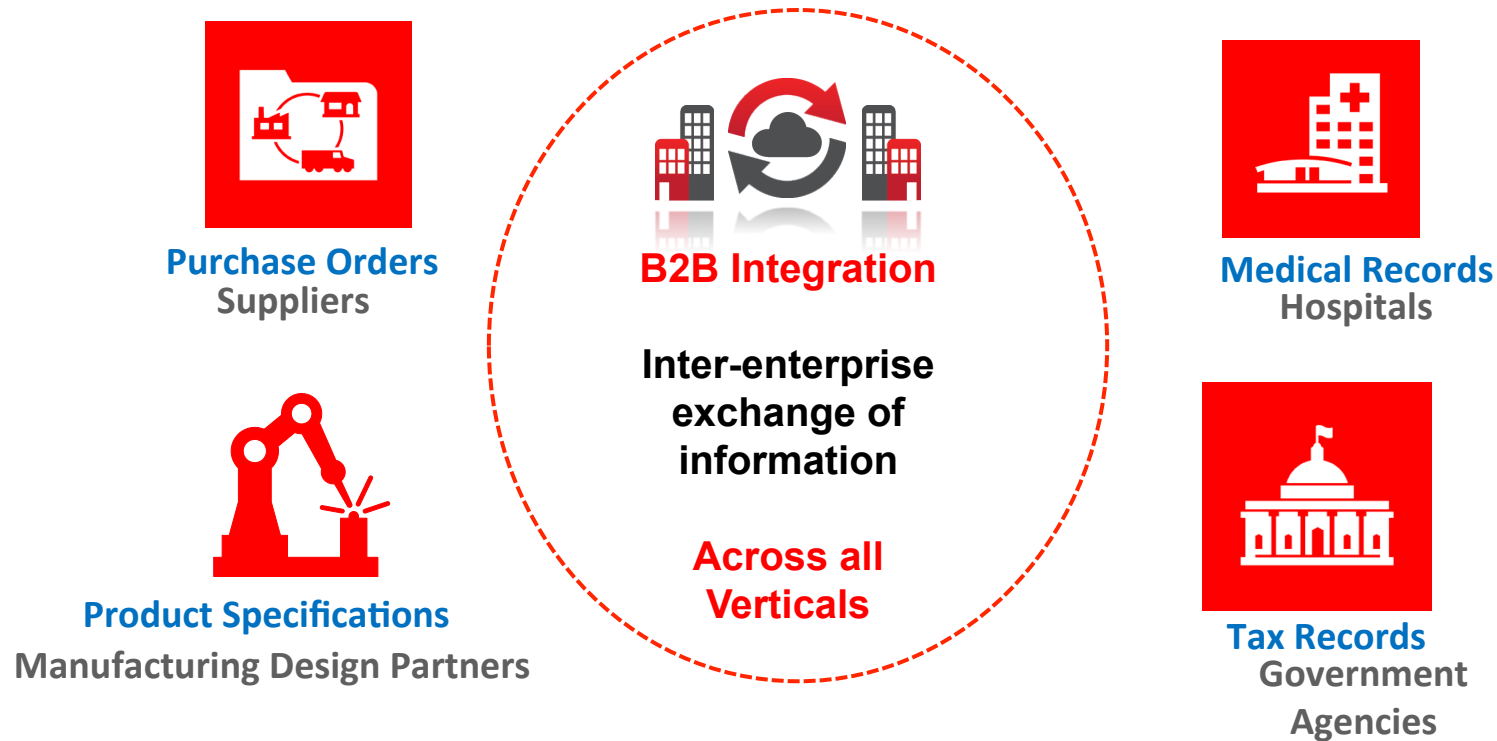 Purchase Orders
Suppliers
Product Specifications
Manufacturing Design Partners
B2B Integration
Inter-enterprise
exchange of
information
Across all
Verticals
Medical Records
Hospitals
Tax Records
Government
Agencies